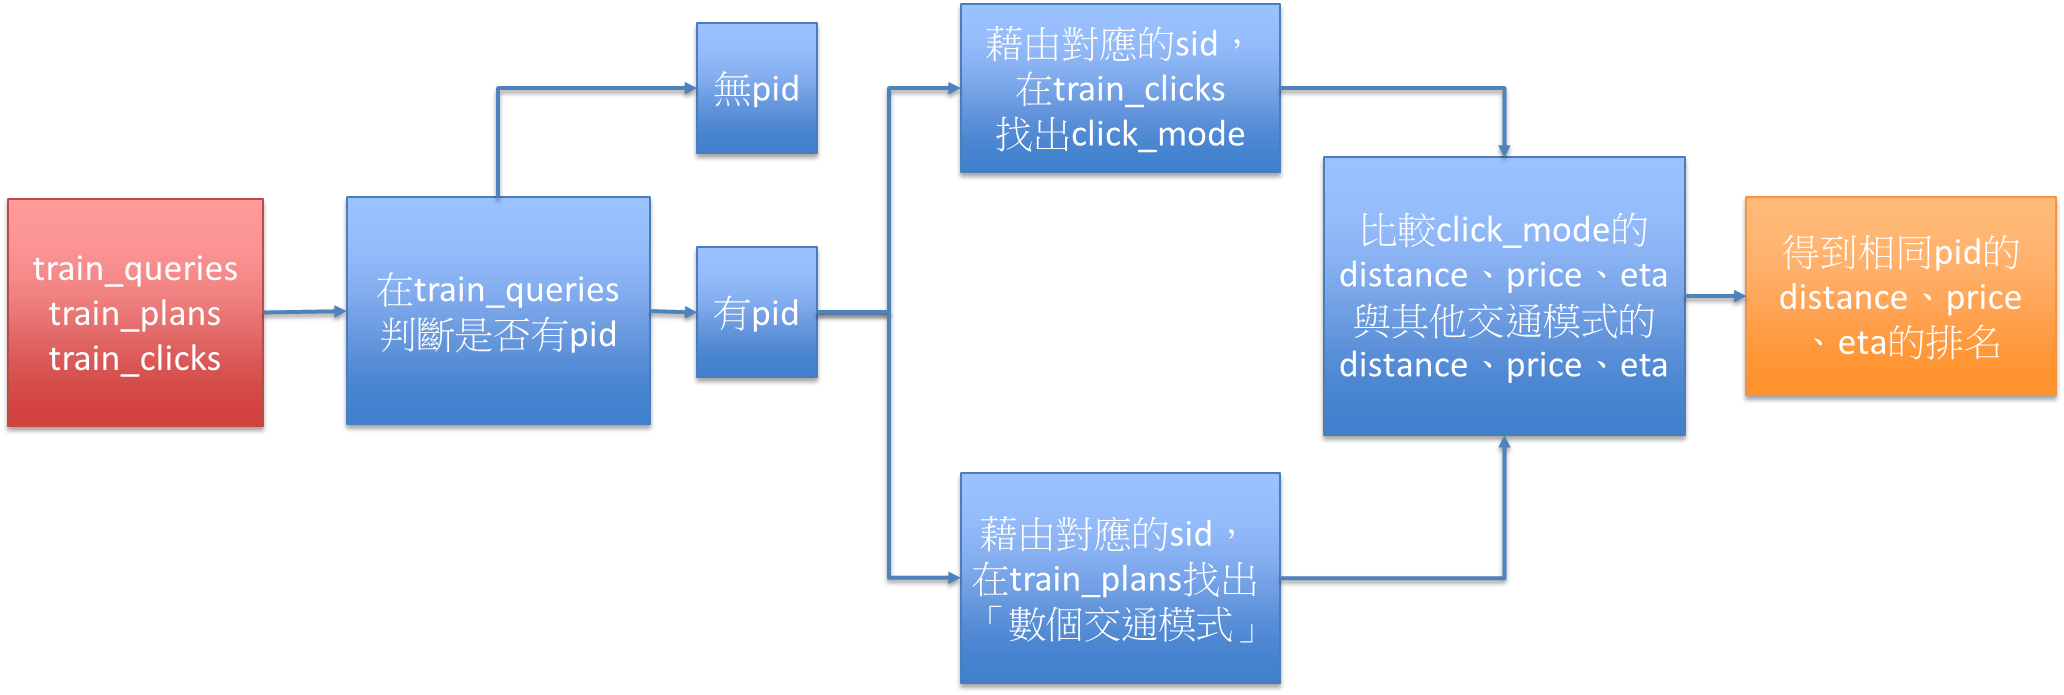 train_queries
train_plans
train_clicks
在train_queries
判斷是否有pid
無pid
有pid
藉由對應的sid，
在train_clicks
找出click_mode
藉由對應的sid，
在train_plans找出
「數個交通模式」
比較click_mode的
distance、price、eta
與其他交通模式的
distance、price、eta
得到相同pid的
distance、price
、eta的排名